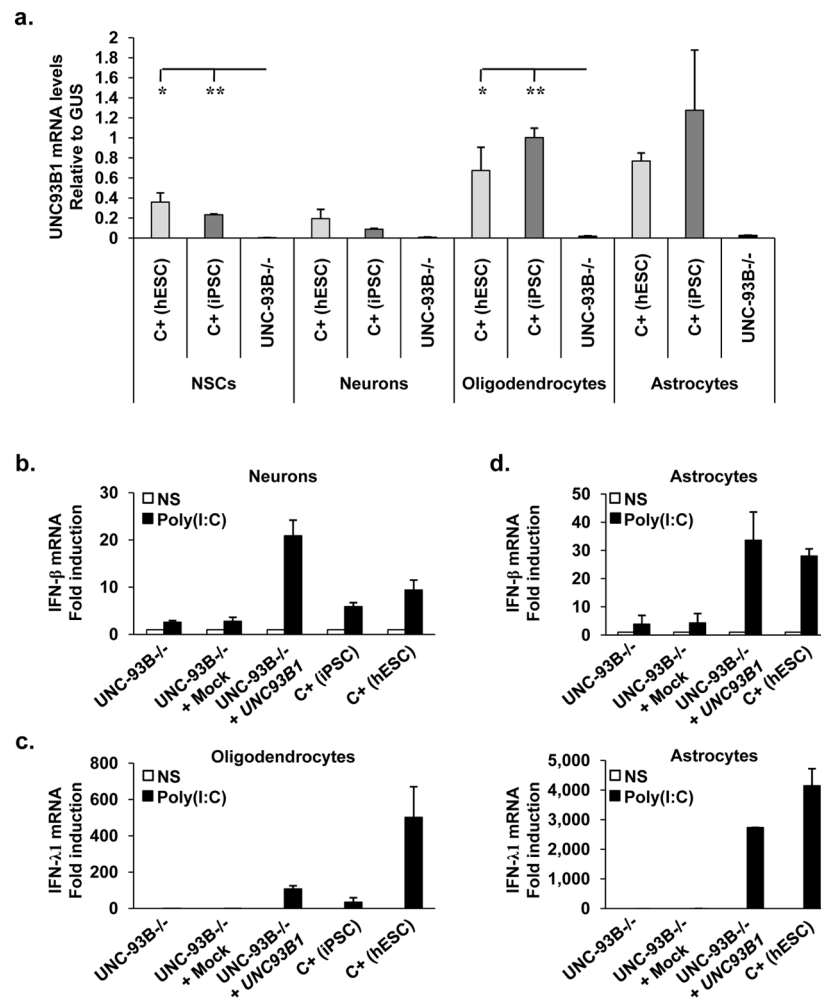 a.
UNC93B1 mRNA levels
Relative to GUS
2
1.8
1.6
1.4
1.2
1
0.8
0.6
0.4
0.2
0
* ** * **
C+ (hESC) C+ (iPSC) UNC-93B-/- C+ (hESC) C+ (iPSC) UNC-93B-/- C+ (hESC) C+ (iPSC) UNC-93B-/- C+ (hESC) C+ (iPSC) UNC-93B-/-
NSCs Neurons Oligodendrocytes Astrocytes
b.
Neurons
NS
Poly(I:C)
IFN-β mRNA
Fold induction
30
20
10
0
UNC-93B-/-
UNC-93B-/-
+ Mock
UNC-93B-/-
+ UNC93B1
C+ (iPSC)
C+ (hESC)
d.
Astrocytes
NS
Poly(I:C)
IFN-β mRNA
Fold induction
50
40
30
20
10
0
UNC-93B-/-
UNC-93B-/-
+ Mock
UNC-93B-/-
+ UNC93B1
C+ (hESC)
c.
Oligodendrocytes
NS
Poly(I:C)
IFN-λ1 mRNA
Fold induction
800
600
400
200
0
UNC-93B-/-
UNC-93B-/-
+ Mock
UNC-93B-/-
+ UNC93B1
C+ (iPSC)
C+ (hESC)
Astrocytes
NS
Poly(I:C)
IFN-λ1 mRNA
Fold induction
5,000
4,000
3,000
2,000
1,000
0
UNC-93B-/-
UNC-93B-/-
+ Mock
UNC-93B-/-
+ UNC93B1
C+ (hESC)